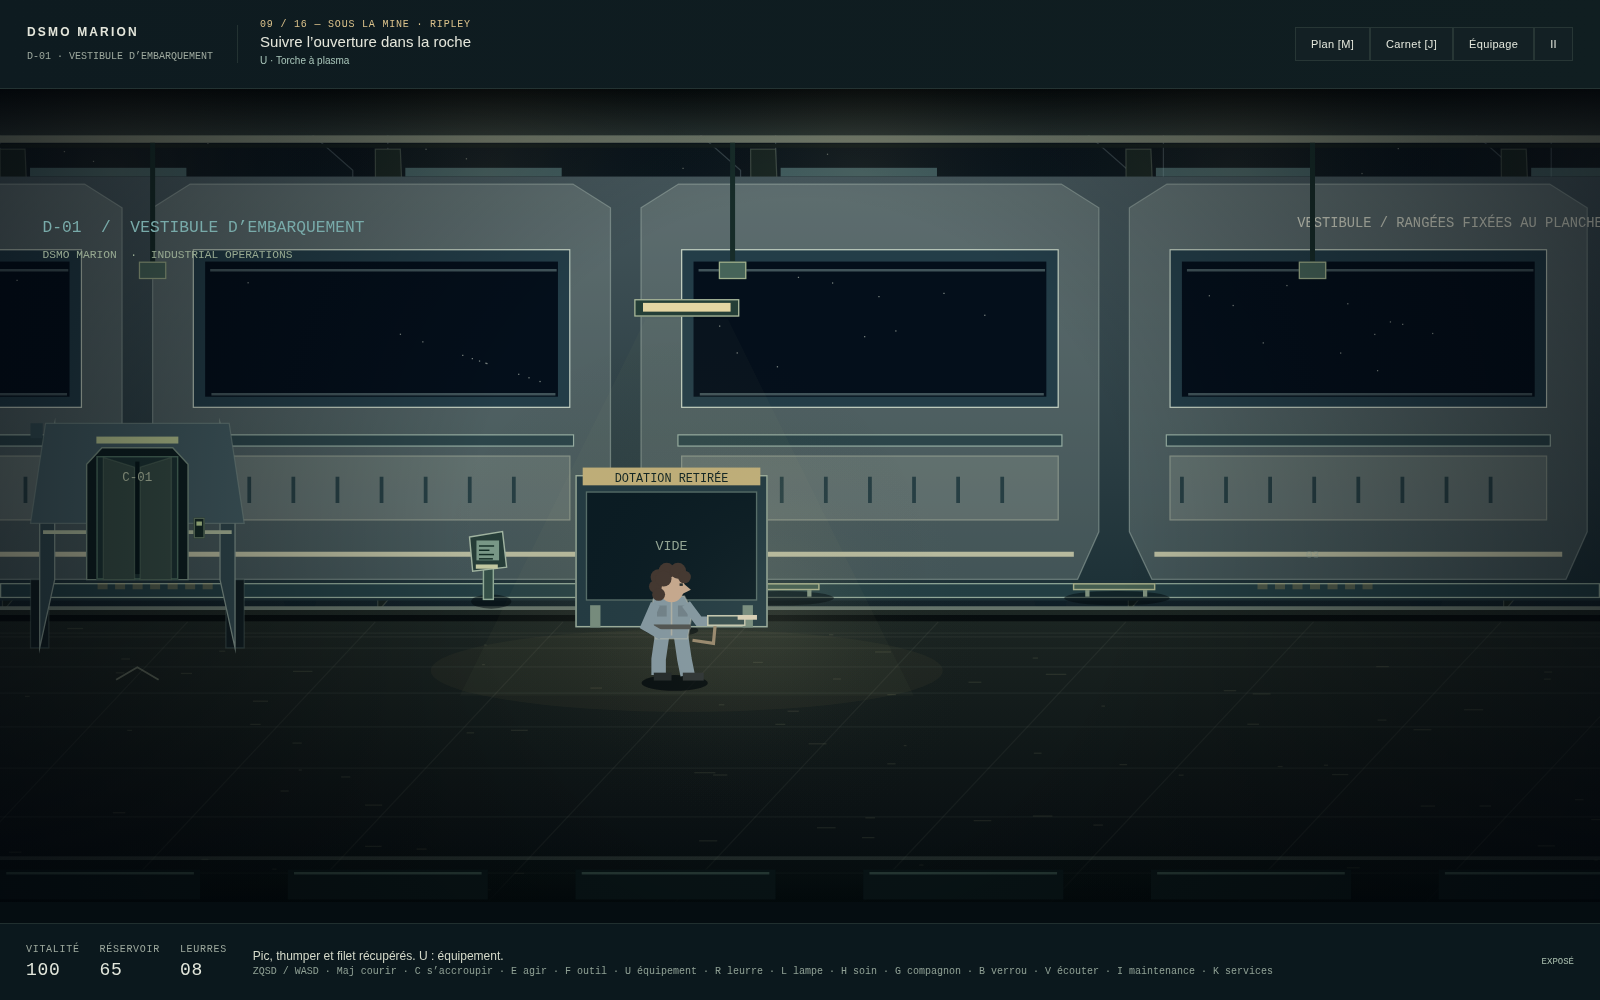 DSMO MARION
D-01 · VESTIBULE D’EMBARQUEMENT
09 / 16 — SOUS LA MINE · RIPLEY
Suivre l’ouverture dans la roche
U · Torche à plasma
Plan [M]
Carnet [J]
Équipage
II
D-01 / VESTIBULE D’EMBARQUEMENT
DSMO MARION · INDUSTRIAL OPERATIONS
VESTIBULE / RANGÉES FIXÉES AU PLANCHE
C-01
DOTATION RETIRÉE
VIDE
VITALITÉ
100
RÉSERVOIR
65
LEURRES
08
Pic, thumper et filet récupérés. U : équipement.
ZQSD / WASD · Maj courir · C s’accroupir · E agir · F outil · U équipement · R leurre · L lampe · H soin · G compagnon · B verrou · V écouter · I maintenance · K services
EXPOSÉ